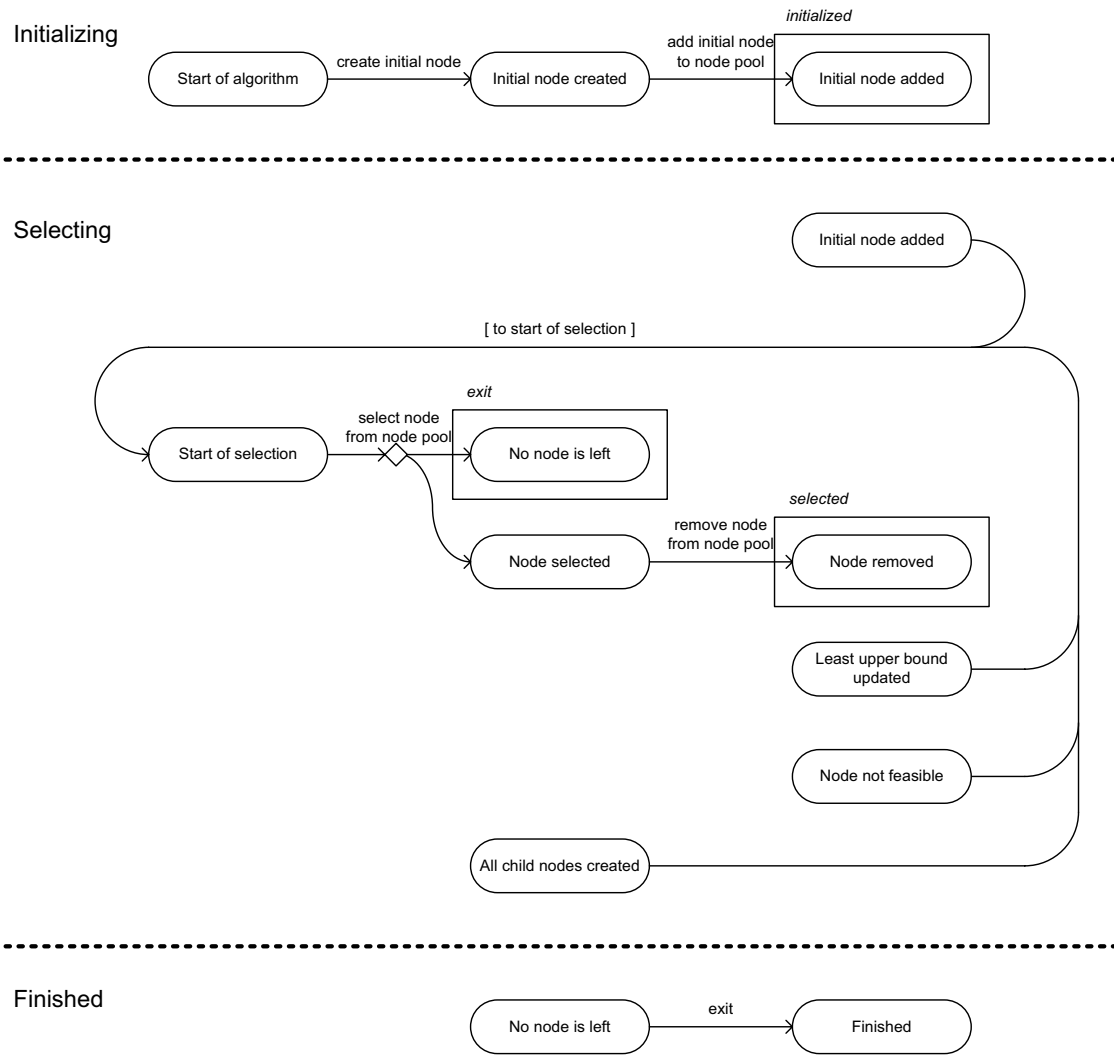 Initializing
initialized
Start of algorithm
create initial node
Initial node created
add initial node
to node pool
Initial node added
Selecting
Initial node added
[ to start of selection ]
exit
select node
from node pool
Start of selection
No node is left
selected
remove node
from node pool
Node selected
Node removed
Least upper bound
updated
Node not feasible
All child nodes created
Finished
No node is left
exit
Finished